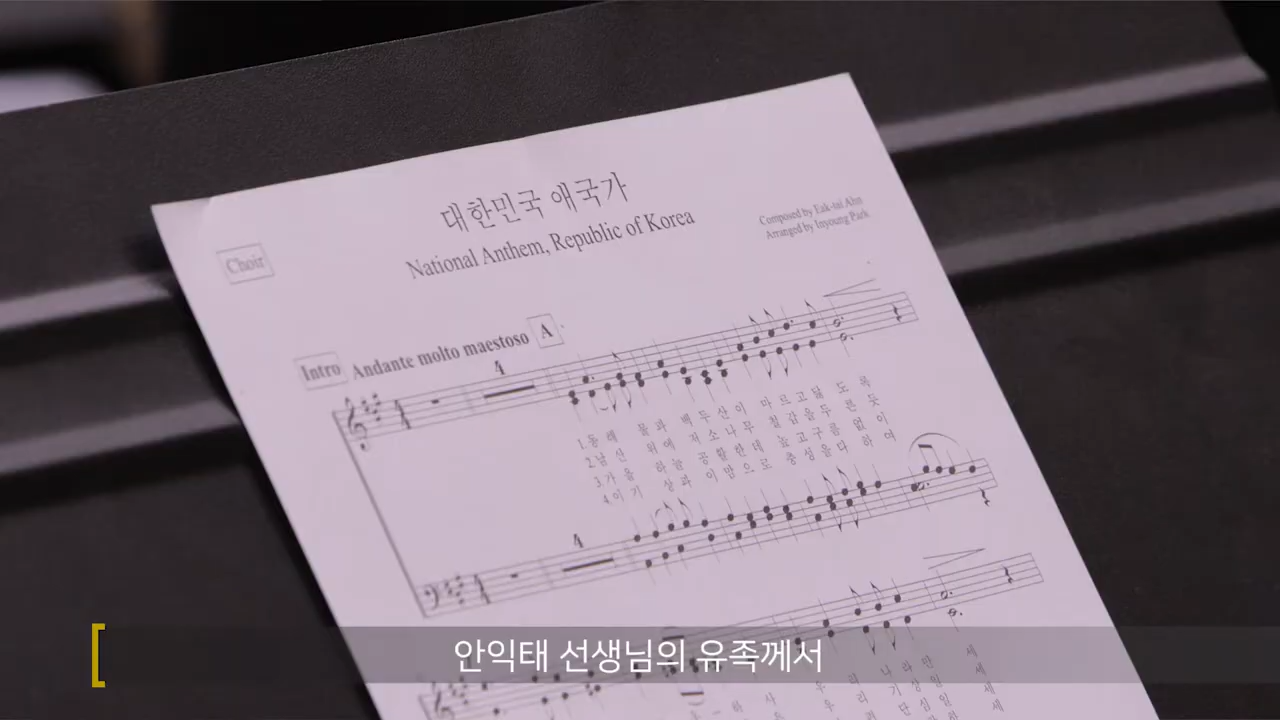 대한민국 애국가
National Anthem, Republic of Korea
Composed by Eak-tai Ahn
Arranged by Inyoung Park
Choir
Intro Andante molto maestoso A
4
1.동 해 물과 백두산이 마르고닳 도 록
2.남 산 위에 저소나무 철갑을두 른 듯
3.가 을 하늘 공활한데 높고구름 없 이
4.이 기 상과 이맘으로 충성을다 하 여
4
안익태 선생님의 유족께서